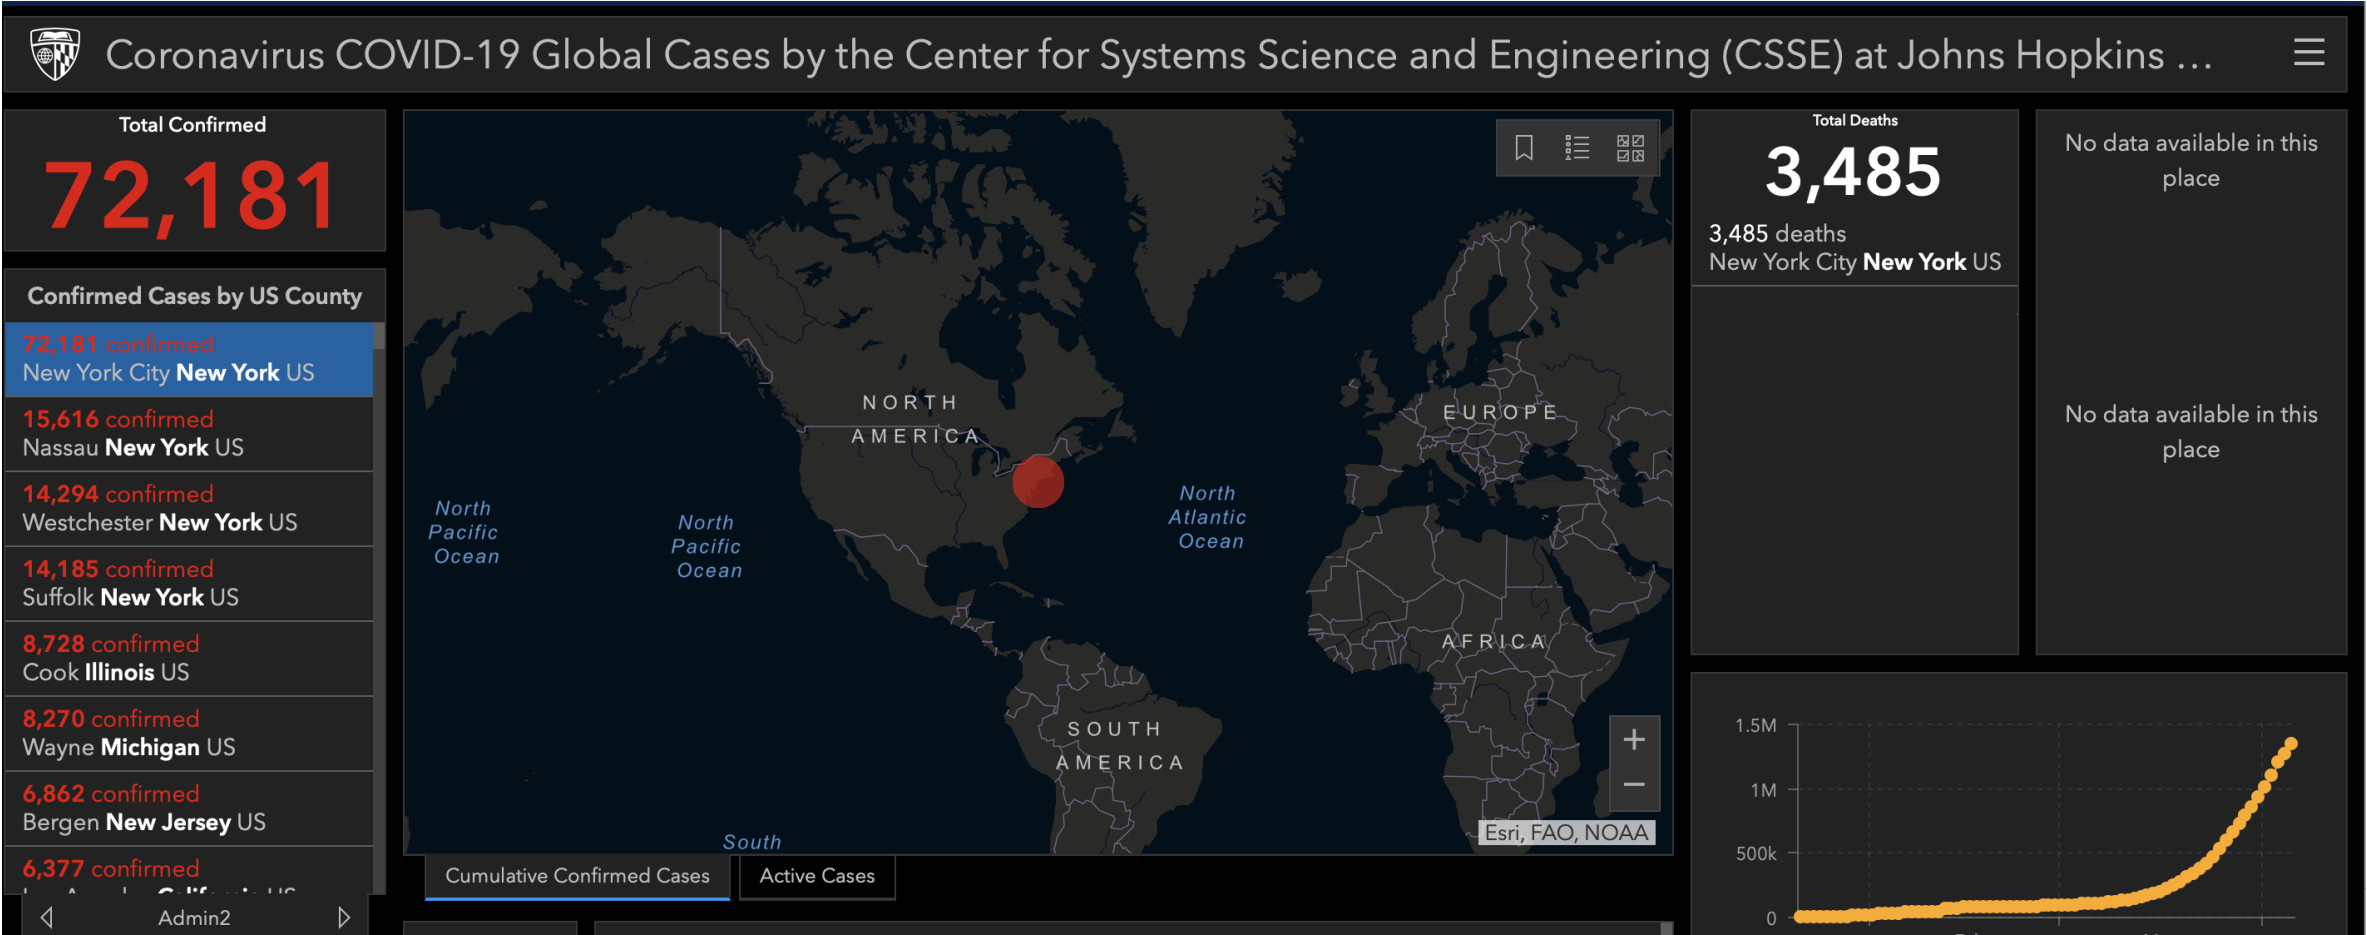 Coronavirus COVID-19 Global Cases by the Center for Systems Science and Engineering (CSSE) at Johns Hopkins ...
Total Confirmed
72,181
Confirmed Cases by US County
72,181 confirmed
New York City New York US
15,616 confirmed
Nassau New York US
14,294 confirmed
Westchester New York US
14,185 confirmed
Suffolk New York US
8,728 confirmed
Cook Illinois US
8,270 confirmed
Wayne Michigan US
6,862 confirmed
Bergen New Jersey US
6,377 confirmed
Admin2
NORTH
AMERICA
EUROPE
North
Pacific
Ocean
North
Pacific
Ocean
North
Atlantic
Ocean
AFRICA
SOUTH
AMERICA
South
+
−
Esri, FAO, NOAA
Cumulative Confirmed Cases
Active Cases
Total Deaths
3,485
3,485 deaths
New York City New York US
No data available in this
place
No data available in this
place
1.5M
1M
500k
0